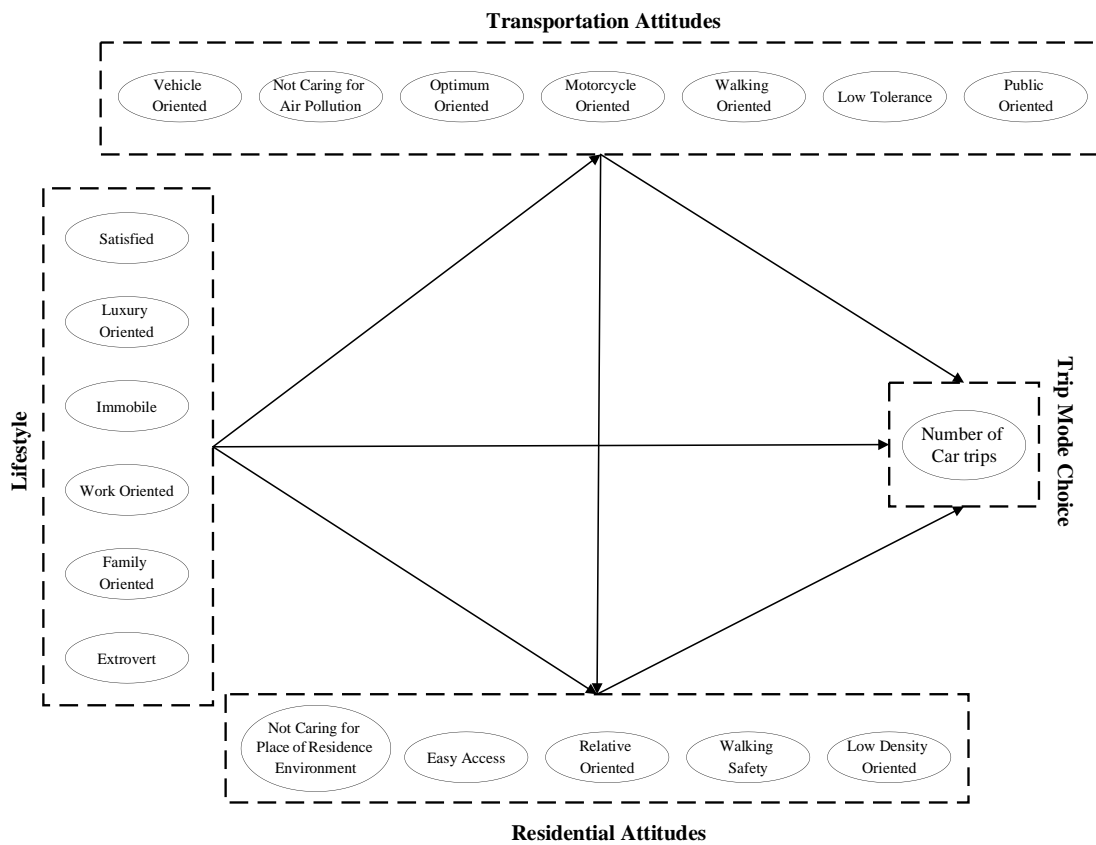 Transportation Attitudes
Vehicle
Oriented
Not Caring for
Air Pollution
Optimum
Oriented
Motorcycle
Oriented
Walking
Oriented
Low Tolerance
Public
Oriented
Lifestyle
Satisfied
Luxury
Oriented
Immobile
Work Oriented
Family
Oriented
Extrovert
Number of
Car trips
Trip Mode Choice
Not Caring for
Place of Residence
Environment
Easy Access
Relative
Oriented
Walking
Safety
Low Density
Oriented
Residential Attitudes